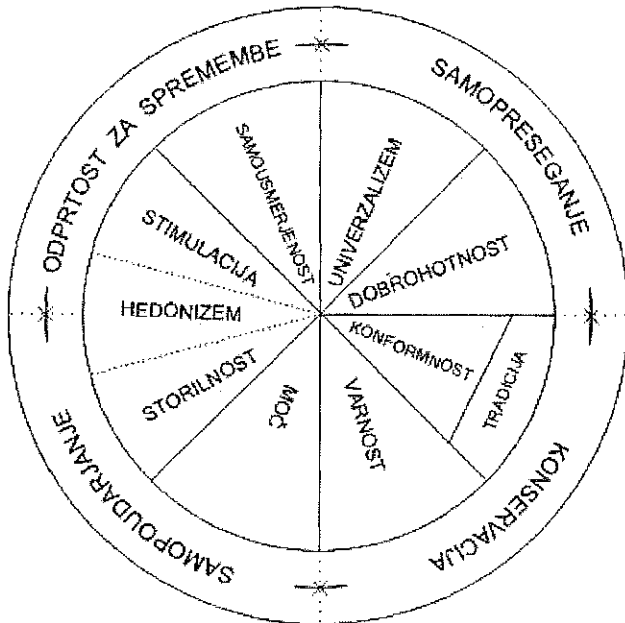 ODPRTOST ZA SPREMEMBE
SAMOPRESEGANJE
SAMOUSMERJENOST
UNIVERZALIZEM
STIMULACIJA
DOBROHOTNOST
HEDONIZEM
KONFORMNOST
TRADICIJA
STORILNOST
MOČ
VARNOST
SAMOPOUDARJANJE
KONSERVACIJA